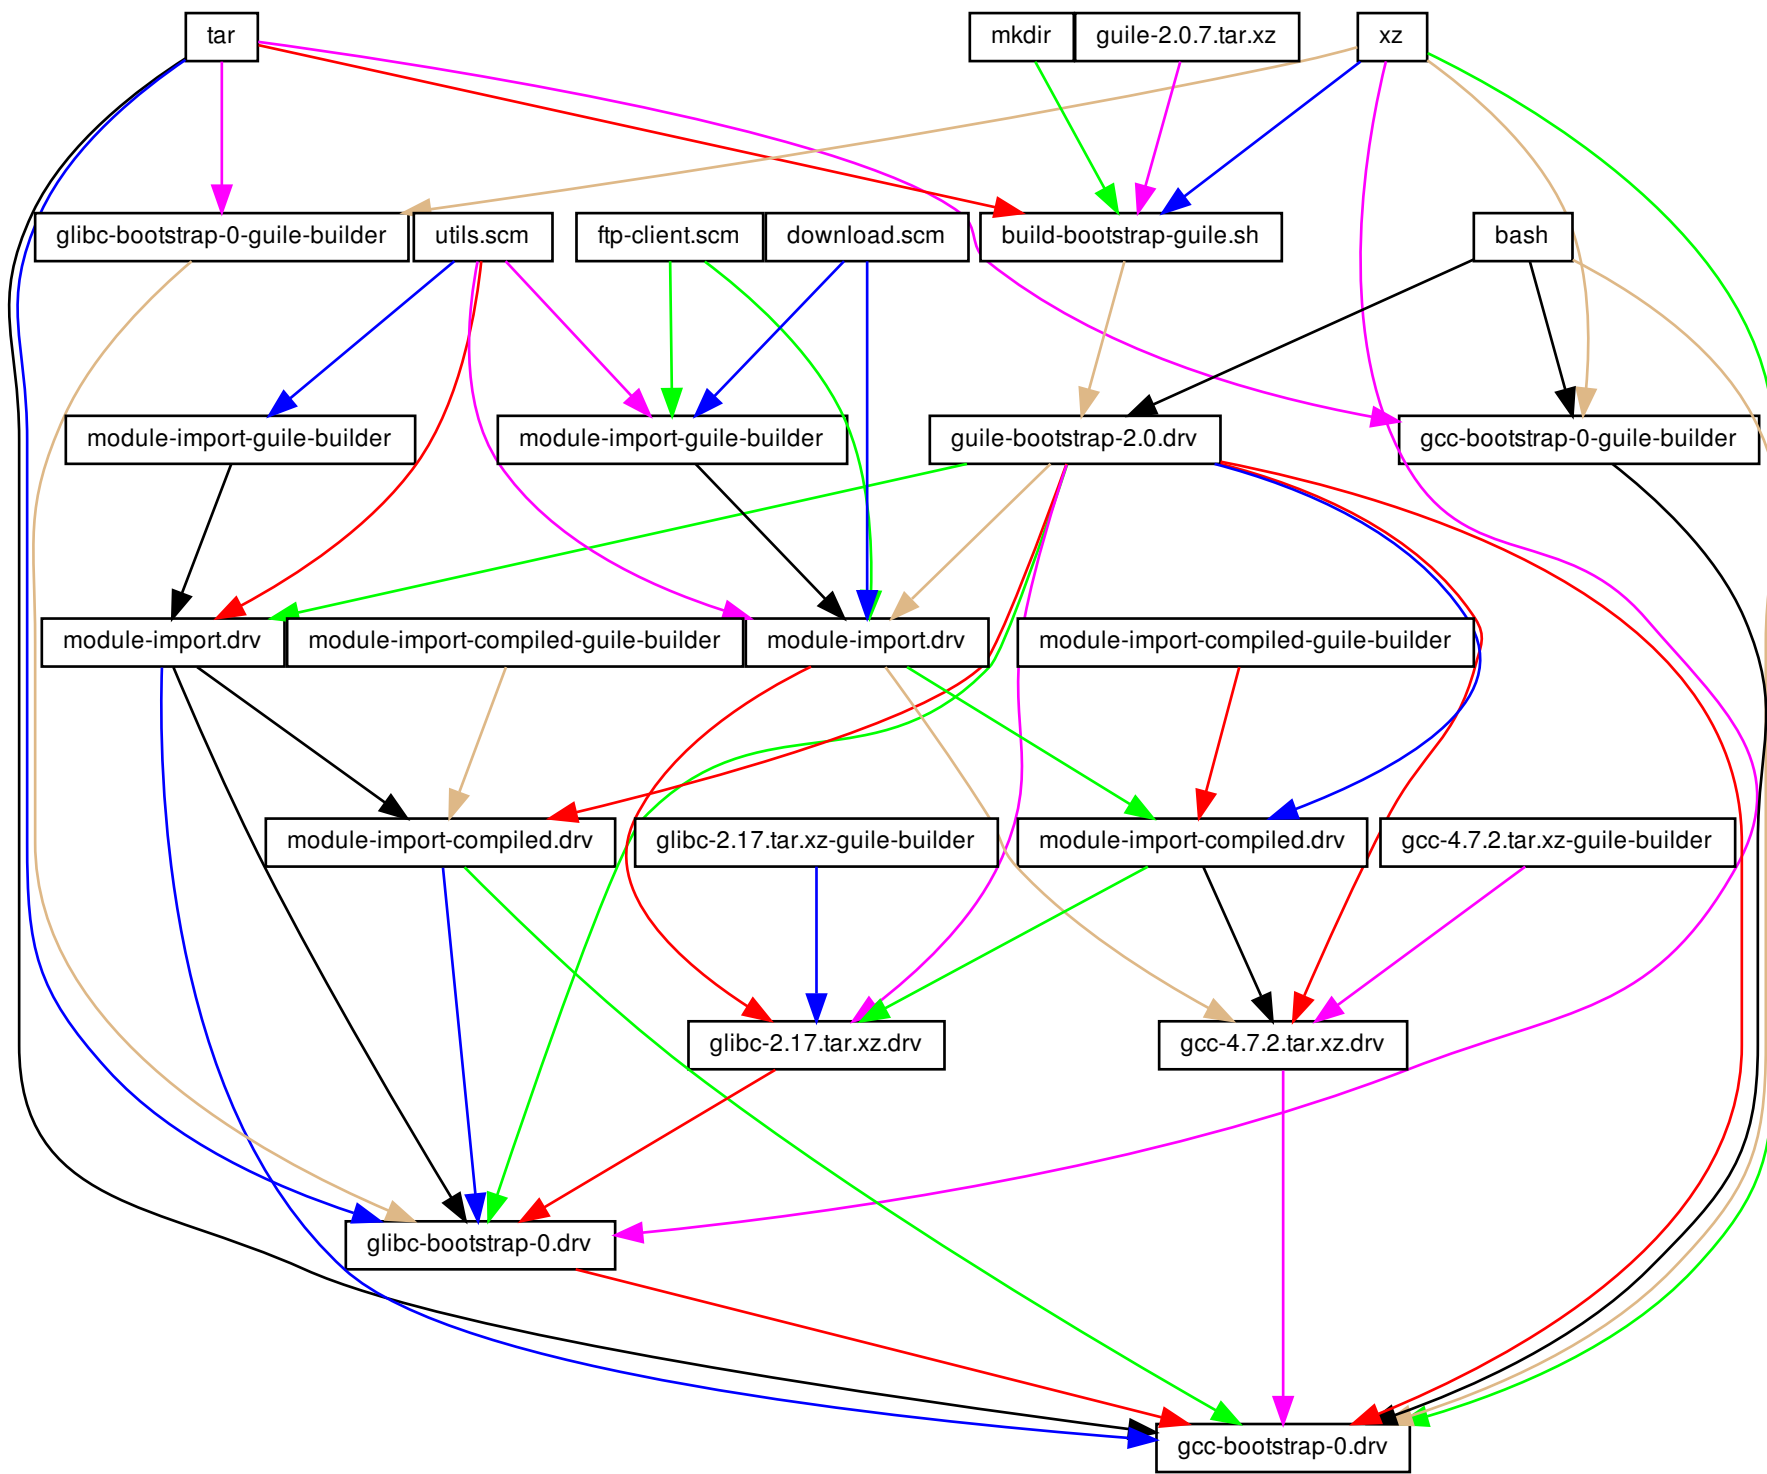 tar
mkdir
guile-2.0.7.tar.xz
xz
glibc-bootstrap-0-guile-builder
utils.scm
ftp-client.scm
download.scm
build-bootstrap-guile.sh
bash
module-import-guile-builder
module-import-guile-builder
guile-bootstrap-2.0.drv
gcc-bootstrap-0-guile-builder
module-import.drv
module-import-compiled-guile-builder
module-import.drv
module-import-compiled-guile-builder
module-import-compiled.drv
glibc-2.17.tar.xz-guile-builder
module-import-compiled.drv
gcc-4.7.2.tar.xz-guile-builder
glibc-2.17.tar.xz.drv
gcc-4.7.2.tar.xz.drv
glibc-bootstrap-0.drv
gcc-bootstrap-0.drv